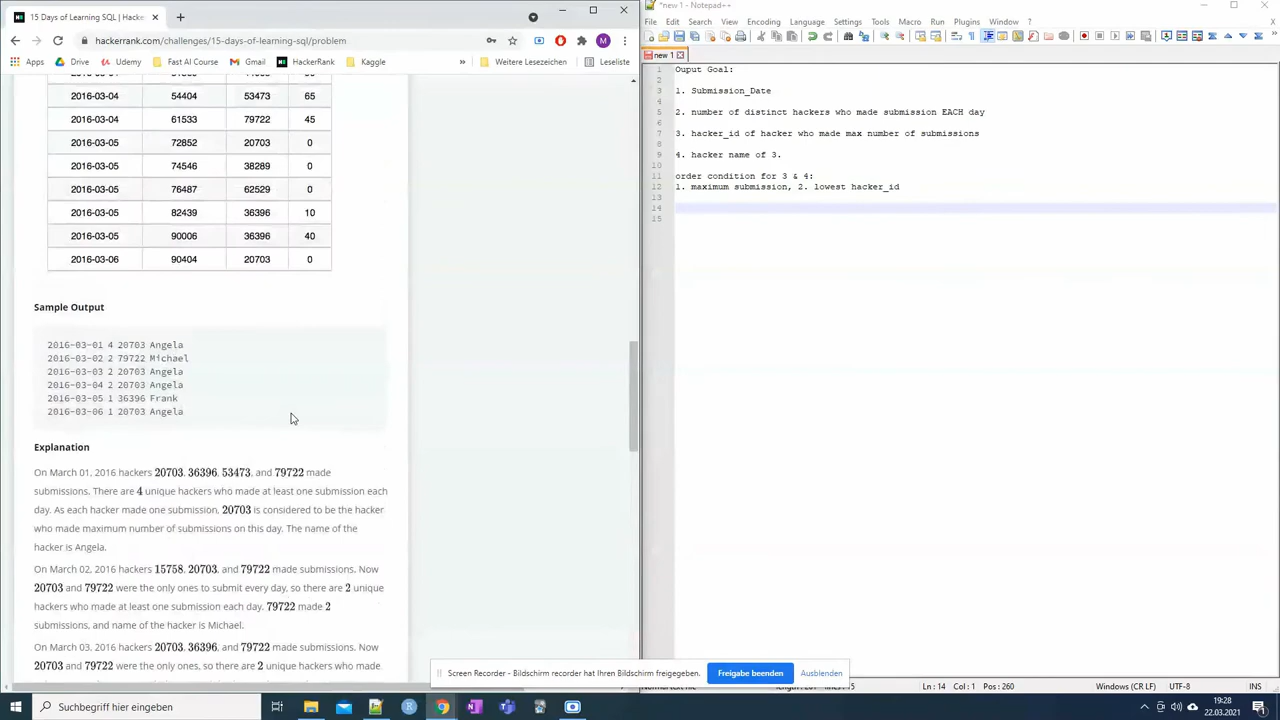 15 Days of Learning SQL | Hacke
*new 1 - Notepad++
hackerrank.com/challenges/15-days-of-learning-sql/problem
M
File Edit Search View Encoding Language Settings Tools Macro Run Plugins Window ?
Apps Drive YouTube Fast AI Course Gmail HackerRank Kaggle » Weitere Lesezeichen Leseliste
new 1
2016-03-04 54404 53473 65
2016-03-04 61533 79722 45
2016-03-05 72852 20703 0
2016-03-05 74546 38289 0
2016-03-05 76487 62529 0
2016-03-05 82439 36396 10
2016-03-05 90006 36396 40
2016-03-06 90404 20703 0
Sample Output
2016-03-01 4 20703 Angela
2016-03-02 2 79722 Michael
2016-03-03 2 20703 Angela
2016-03-04 2 20703 Angela
2016-03-05 1 36396 Frank
2016-03-06 1 20703 Angela
Explanation
On March 01, 2016 hackers 20703, 36396, 53473, and 79722 made
submissions. There are 4 unique hackers who made at least one submission each
day. As each hacker made one submission, 20703 is considered to be the hacker
who made maximum number of submissions on this day. The name of the
hacker is Angela.
On March 02, 2016 hackers 15758, 20703, and 79722 made submissions. Now
20703 and 79722 were the only ones to submit every day, so there are 2 unique
hackers who made at least one submission each day. 79722 made 2
submissions, and name of the hacker is Michael.
On March 03, 2016 hackers 20703, 36396, and 79722 made submissions. Now
20703 and 79722 were the only ones, so there are 2 unique hackers who made
1 Ouput Goal:
2
3 1. Submission_Date
4
5 2. number of distinct hackers who made submission EACH day
6
7 3. hacker_id of hacker who made max number of submissions
8
9 4. hacker name of 3.
10
11 order condition for 3 & 4:
12 1. maximum submission, 2. lowest hacker_id
13
14
15
Screen Recorder - Bildschirm recorder hat Ihren Bildschirm freigegeben. Freigabe beenden Ausblenden
Ln : 14 Col : 1 Pos : 260 Windows (CR LF) UTF-8 INS
Suchbegriff hier eingeben
19:28
22.03.2021